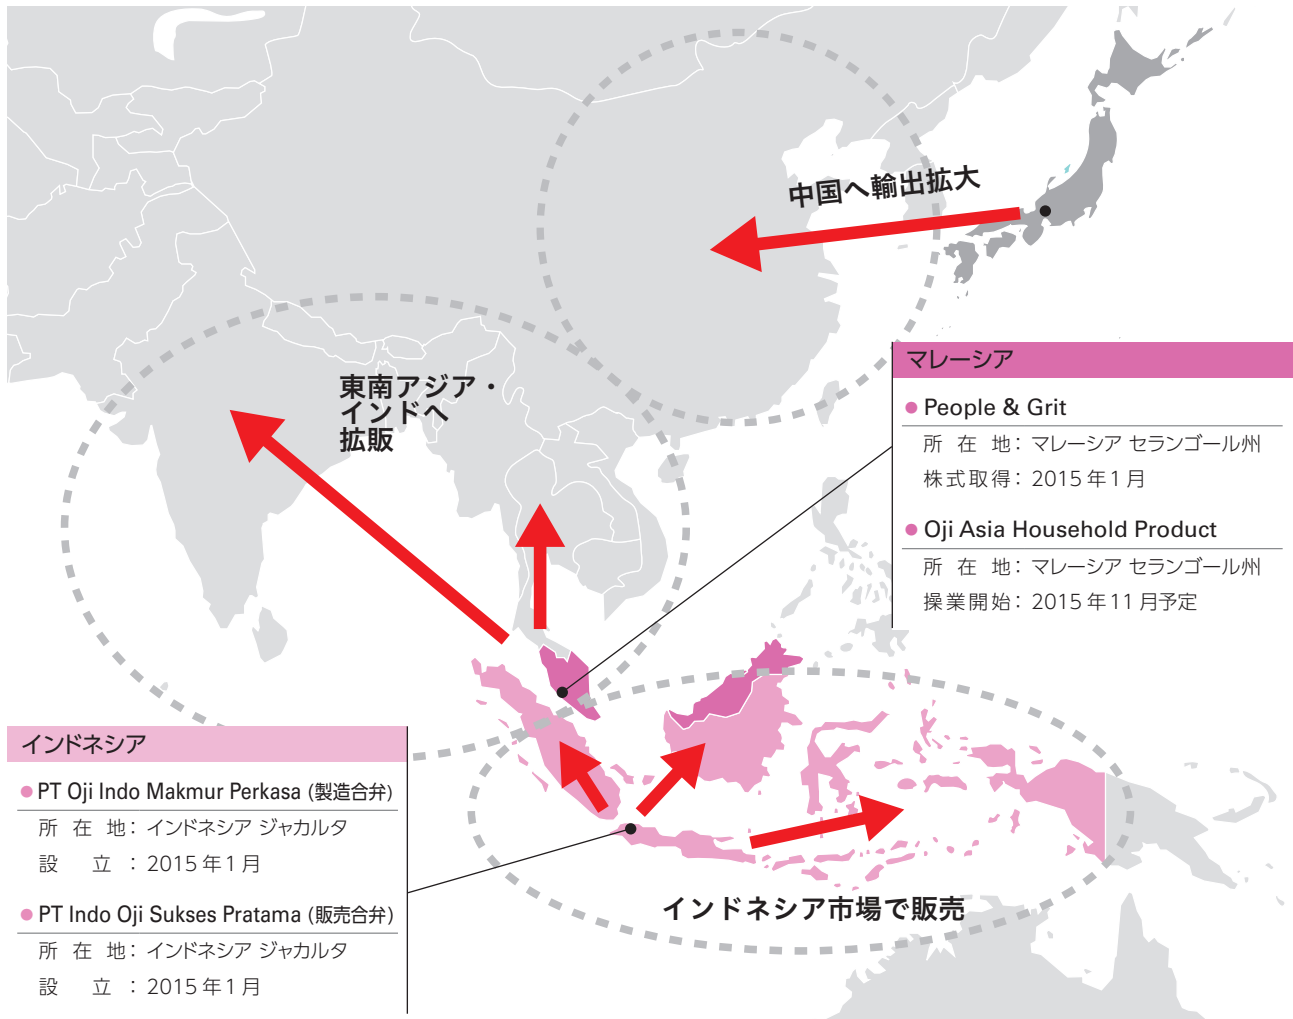 中国へ輸出拡大
東南アジア・
インドへ
拡販
マレーシア
● People & Grit
所在地：マレーシア セランゴール州
株式取得：2015年1月
● Oji Asia Household Product
所在地：マレーシア セランゴール州
操業開始：2015年11月予定
インドネシア
● PT Oji Indo Makmur Perkasa (製造合弁)
所在地：インドネシア ジャカルタ
設立：2015年1月
● PT Indo Oji Sukses Pratama (販売合弁)
所在地：インドネシア ジャカルタ
設立：2015年1月
インドネシア市場で販売